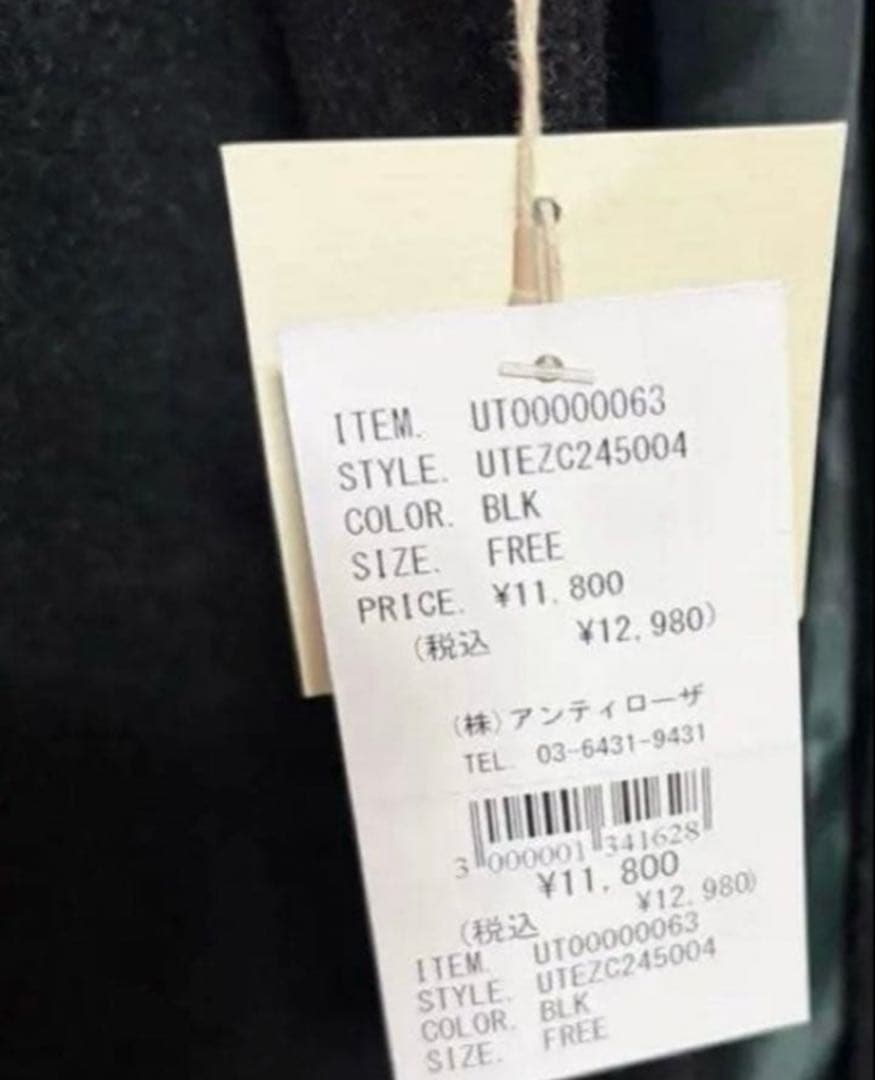 ITEM. UT00000063
STYLE. UTEZC245004
COLOR. BLK
SIZE. FREE
PRICE. ¥11,800
(税込 ¥12,980)
(株)アンティローザ
TEL. 03-6431-9431
3 000001 341628
¥11,800
(税込 ¥12,980)
ITEM. UT00000063
STYLE. UTEZC245004
COLOR. BLK
SIZE. FREE